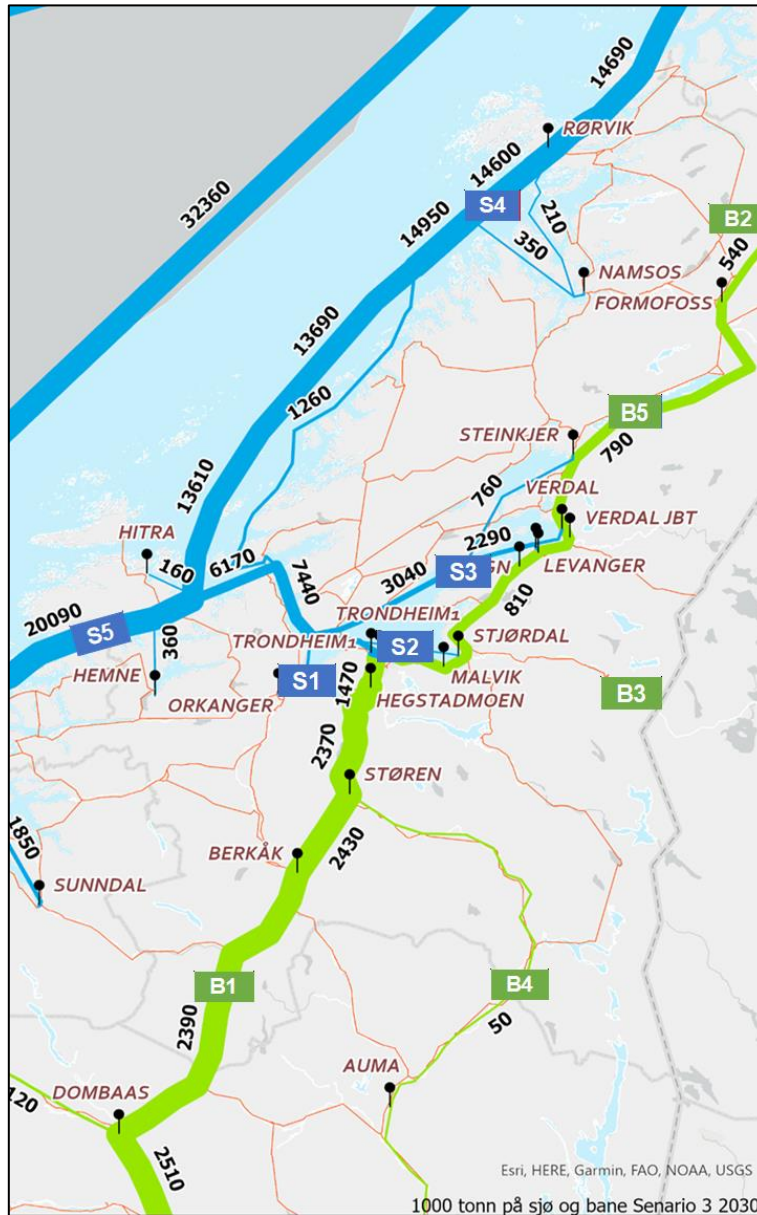 14690
RØRVIK
14600
32360
S4
14950
210
350
B2
540
NAMSOS
FORMOFOSS
13690
1260
B5
790
STEINKJER
760
VERDAL
VERDAL JBT
13610
HITRA
2290
GN
LEVANGER
160
6170
7440
3040
S3
810
20090
S5
360
TRONDHEIM1
TRONDHEIM1
S2
STJØRDAL
HEMNE
S1
MALVIK
ORKANGER
1470
HEGSTADMOEN
B3
2370
STØREN
2430
1850
BERKÅK
SUNNDAL
B1
B4
2390
50
AUMA
DOMBAAS
120
2510
Esri, HERE, Garmin, FAO, NOAA, USGS
1000 tonn på sjø og bane Senario 3 2030